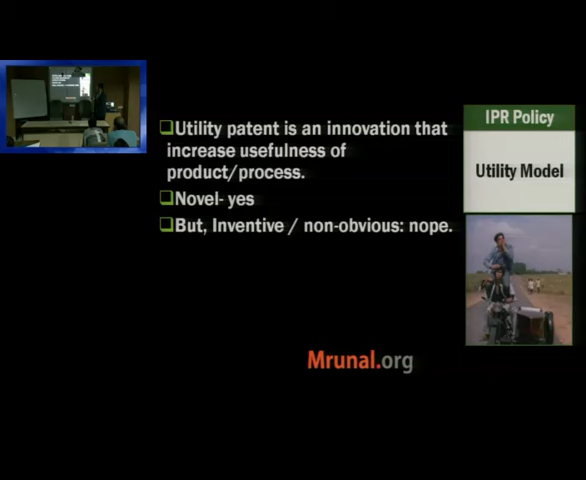 Utility patent is an innovation that
increase usefulness of
product/process.
Novel- yes
But, Inventive / non-obvious: nope.
IPR Policy
Utility Model
Mrunal.org